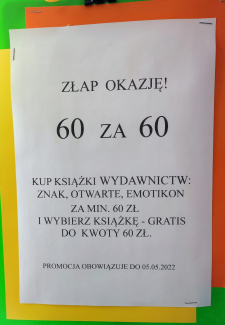 ZŁAP OKAZJĘ!
60 ZA 60
KUP KSIĄŻKI WYDAWNICTW:
ZNAK, OTWARTE, EMOTIKON
ZA MIN. 60 ZŁ
I WYBIERZ KSIĄŻKĘ - GRATIS
DO KWOTY 60 ZŁ.
PROMOCJA OBOWIĄZUJE DO 05.05.2022